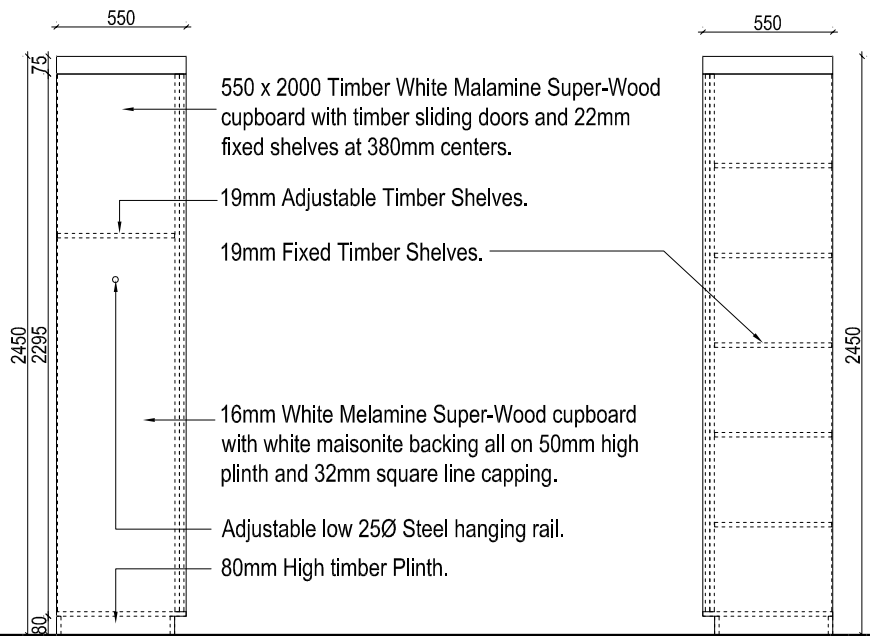 550
550
75
550 x 2000 Timber White Malamine Super-Wood
cupboard with timber sliding doors and 22mm
fixed shelves at 380mm centers.
19mm Adjustable Timber Shelves.
19mm Fixed Timber Shelves.
2450
2295
2450
16mm White Melamine Super-Wood cupboard
with white maisonite backing all on 50mm high
plinth and 32mm square line capping.
Adjustable low 25Ø Steel hanging rail.
80mm High timber Plinth.
80